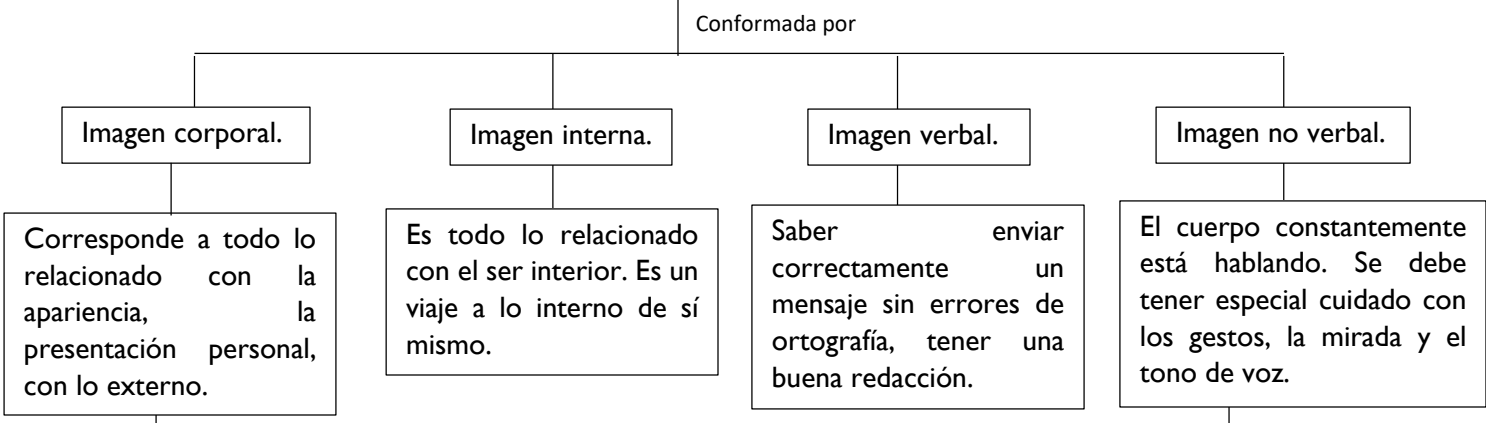 Conformada por
Imagen corporal.
Imagen interna.
Imagen verbal.
Imagen no verbal.
Corresponde a todo lo
relacionado con la
apariencia, la
presentación personal,
con lo externo.
Es todo lo relacionado
con el ser interior. Es un
viaje a lo interno de sí
mismo.
Saber enviar
correctamente un
mensaje sin errores de
ortografía, tener una
buena redacción.
El cuerpo constantemente
está hablando. Se debe
tener especial cuidado con
los gestos, la mirada y el
tono de voz.